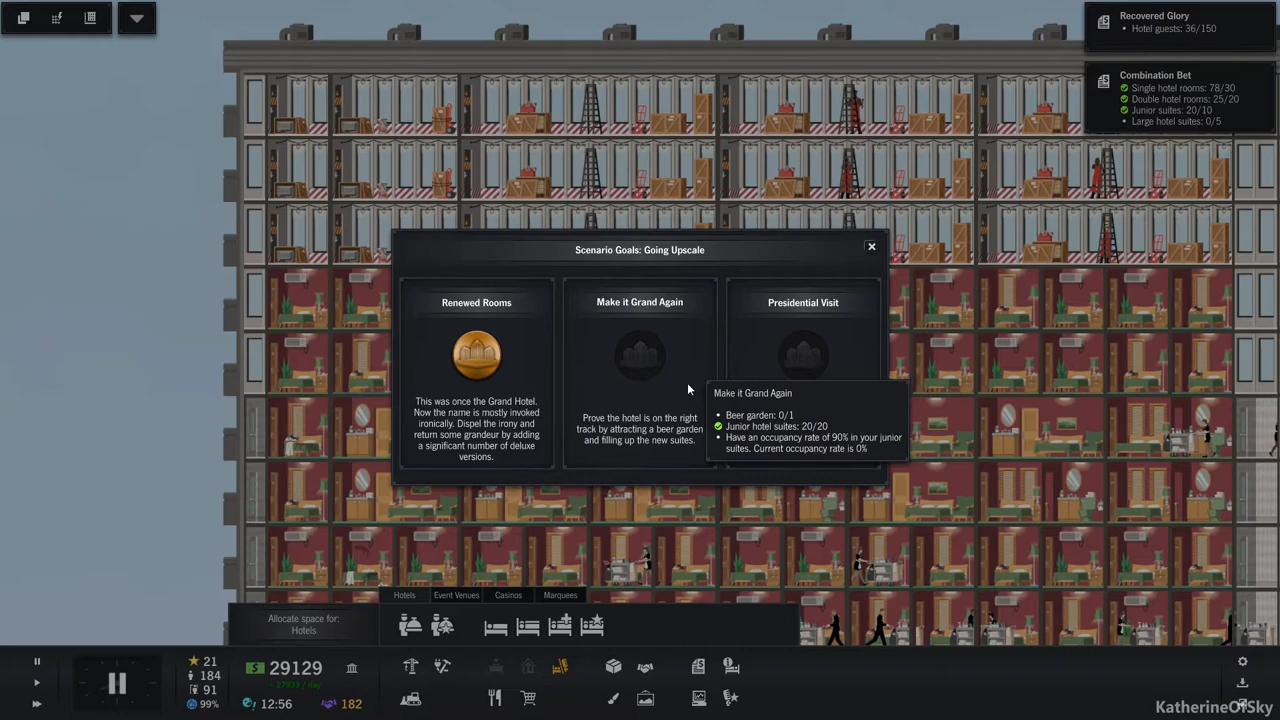 Recovered Glory
• Hotel guests: 36/150
Combination Bet
Single hotel rooms: 78/30
Double hotel rooms: 25/20
Junior suites: 20/10
• Large hotel suites: 0/5
Scenario Goals: Going Upscale
Renewed Rooms
This was once the Grand Hotel.
Now the name is mostly invoked
ironically. Dispel the irony and
return some grandeur by adding
a significant number of deluxe
versions.
Make it Grand Again
Prove the hotel is on the right
track by attracting a beer garden
and filling up the new suites.
Presidential Visit
Make it Grand Again
• Beer garden: 0/1
Junior hotel suites: 20/20
• Have an occupancy rate of 90% in your junior
suites. Current occupancy rate is 0%
Hotels
Event Venues
Casinos
Marquees
Allocate space for:
Hotels
21
184
91
99%
$ 29129
12:56
182
KatherineOfSky